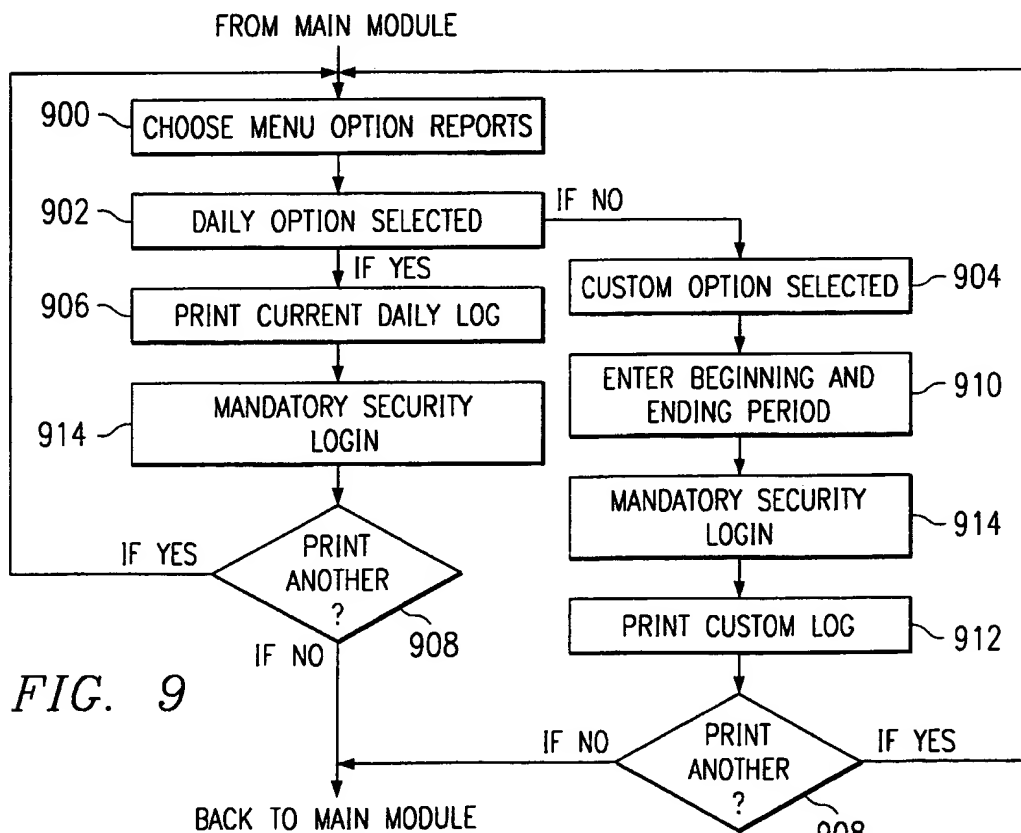 FROM MAIN MODULE
900
CHOOSE MENU OPTION REPORTS
902
DAILY OPTION SELECTED
IF NO
IF YES
904
CUSTOM OPTION SELECTED
906
PRINT CURRENT DAILY LOG
910
ENTER BEGINNING AND
ENDING PERIOD
914
MANDATORY SECURITY
LOGIN
914
MANDATORY SECURITY
LOGIN
IF YES
PRINT
ANOTHER
?
908
IF NO
912
PRINT CUSTOM LOG
FIG. 9
IF NO
PRINT
ANOTHER
?
IF YES
908
BACK TO MAIN MODULE